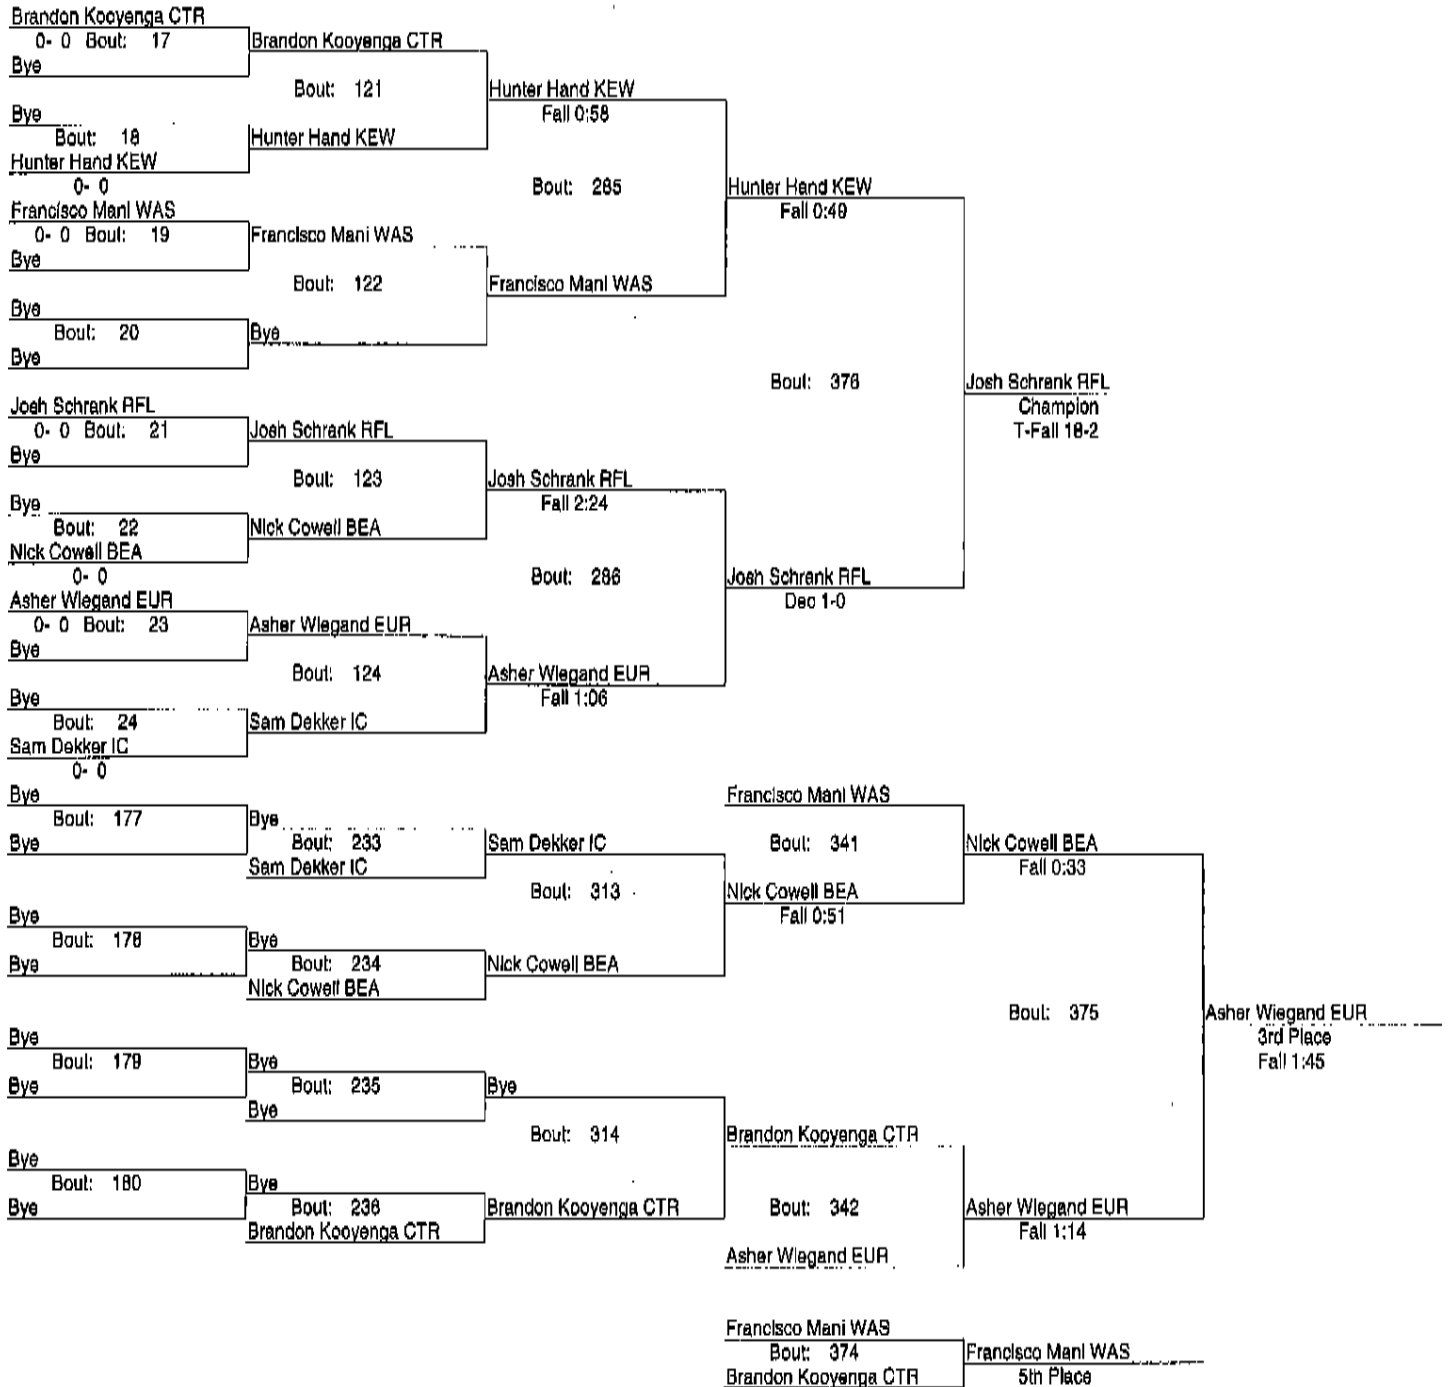 Brandon Kooyenga CTR
0- 0 Bout: 17
Bye
Brandon Kooyenga CTR
Bout: 121
Bye
Bout: 18
Hunter Hand KEW
0- 0
Hunter Hand KEW
Hunter Hand KEW
Fall 0:58
Bout: 285
Francisco Mani WAS
0- 0 Bout: 19
Bye
Francisco Mani WAS
Bout: 122
Bye
Bout: 20
Bye
Bye
Francisco Mani WAS
Hunter Hand KEW
Fall 0:49
Bout: 376
Josh Schrank RFL
Champion
T-Fall 18-2
Josh Schrank RFL
0- 0 Bout: 21
Bye
Josh Schrank RFL
Bout: 123
Bye
Bout: 22
Nick Cowell BEA
0- 0
Nick Cowell BEA
Josh Schrank RFL
Fall 2:24
Bout: 286
Josh Schrank RFL
Dec 1-0
Asher Wiegand EUR
0- 0 Bout: 23
Bye
Asher Wiegand EUR
Bout: 124
Bye
Bout: 24
Sam Dekker IC
0- 0
Sam Dekker IC
Asher Wiegand EUR
Fall 1:06
Bye
Bout: 177
Bye
Bye
Bout: 233
Sam Dekker IC
Sam Dekker IC
Bout: 313
Bye
Bout: 178
Bye
Bye
Bout: 234
Nick Cowell BEA
Nick Cowell BEA
Francisco Mani WAS
Bout: 341
Nick Cowell BEA
Fall 0:51
Nick Cowell BEA
Fall 0:33
Bout: 375
Asher Wiegand EUR
3rd Place
Fall 1:45
Bye
Bout: 179
Bye
Bye
Bout: 235
Bye
Bye
Bout: 314
Bye
Bout: 180
Bye
Bye
Bout: 236
Brandon Kooyenga CTR
Brandon Kooyenga CTR
Brandon Kooyenga CTR
Bout: 342
Asher Wiegand EUR
Asher Wiegand EUR
Fall 1:14
Francisco Mani WAS
Bout: 374
Brandon Kooyenga CTR
Francisco Mani WAS
5th Place